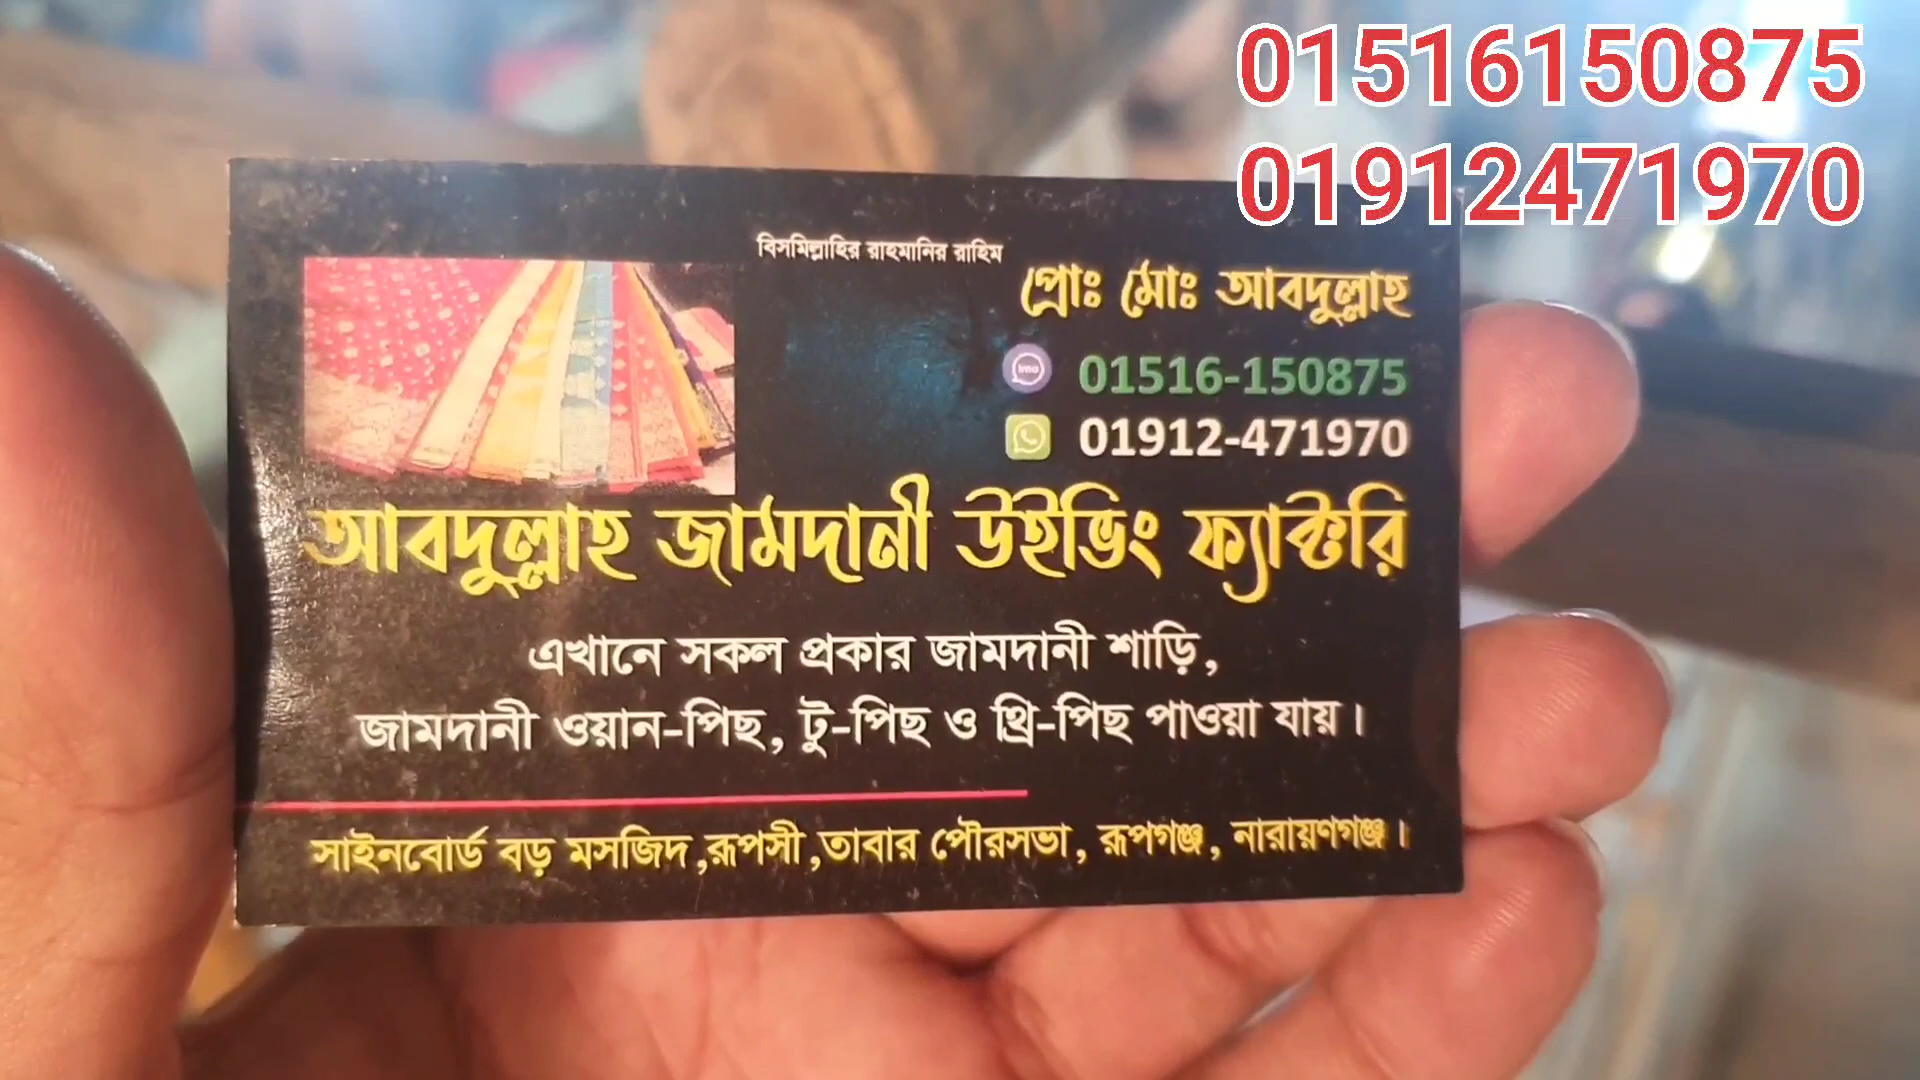 01516150875
01912471970
বিসমিল্লাহির রাহমানির রাহিম
প্রোঃ মোঃ আবদুল্লাহ
imo 01516-150875
01912-471970
আবদুল্লাহ জামদানী উইভিং ফ্যাক্টরি
এখানে সকল প্রকার জামদানী শাড়ি,
জামদানী ওয়ান-পিছ, টু-পিছ ও থ্রি-পিছ পাওয়া যায়।
সাইনবোর্ড বড় মসজিদ,রূপসী,তাবার পৌরসভা, রূপগঞ্জ, নারায়ণগঞ্জ।